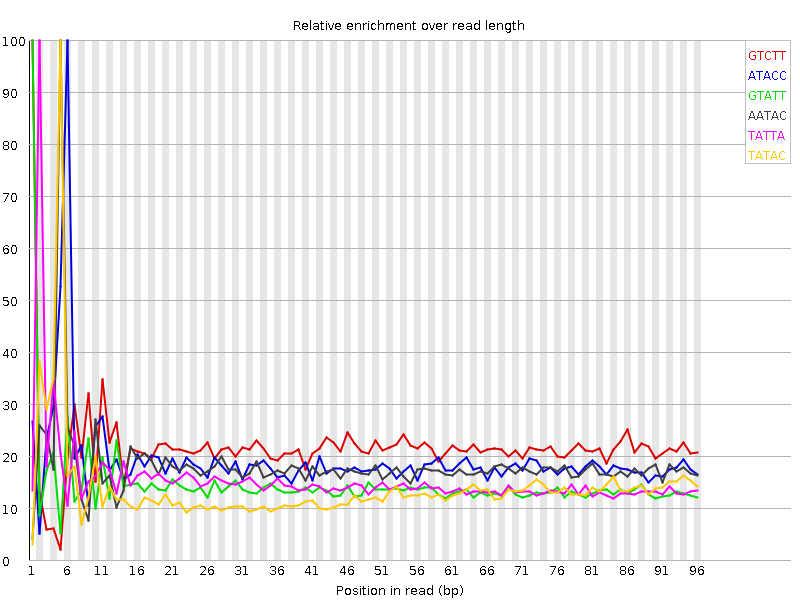 Relative enrichment over read length
100
90
80
70
60
50
40
30
20
10
0
GTCTT
ATACC
GTATT
AATAC
TATTA
TATAC
1 6 11 16 21 26 31 36 41 46 51 56 61 66 71 76 81 86 91 96
Position in read (bp)